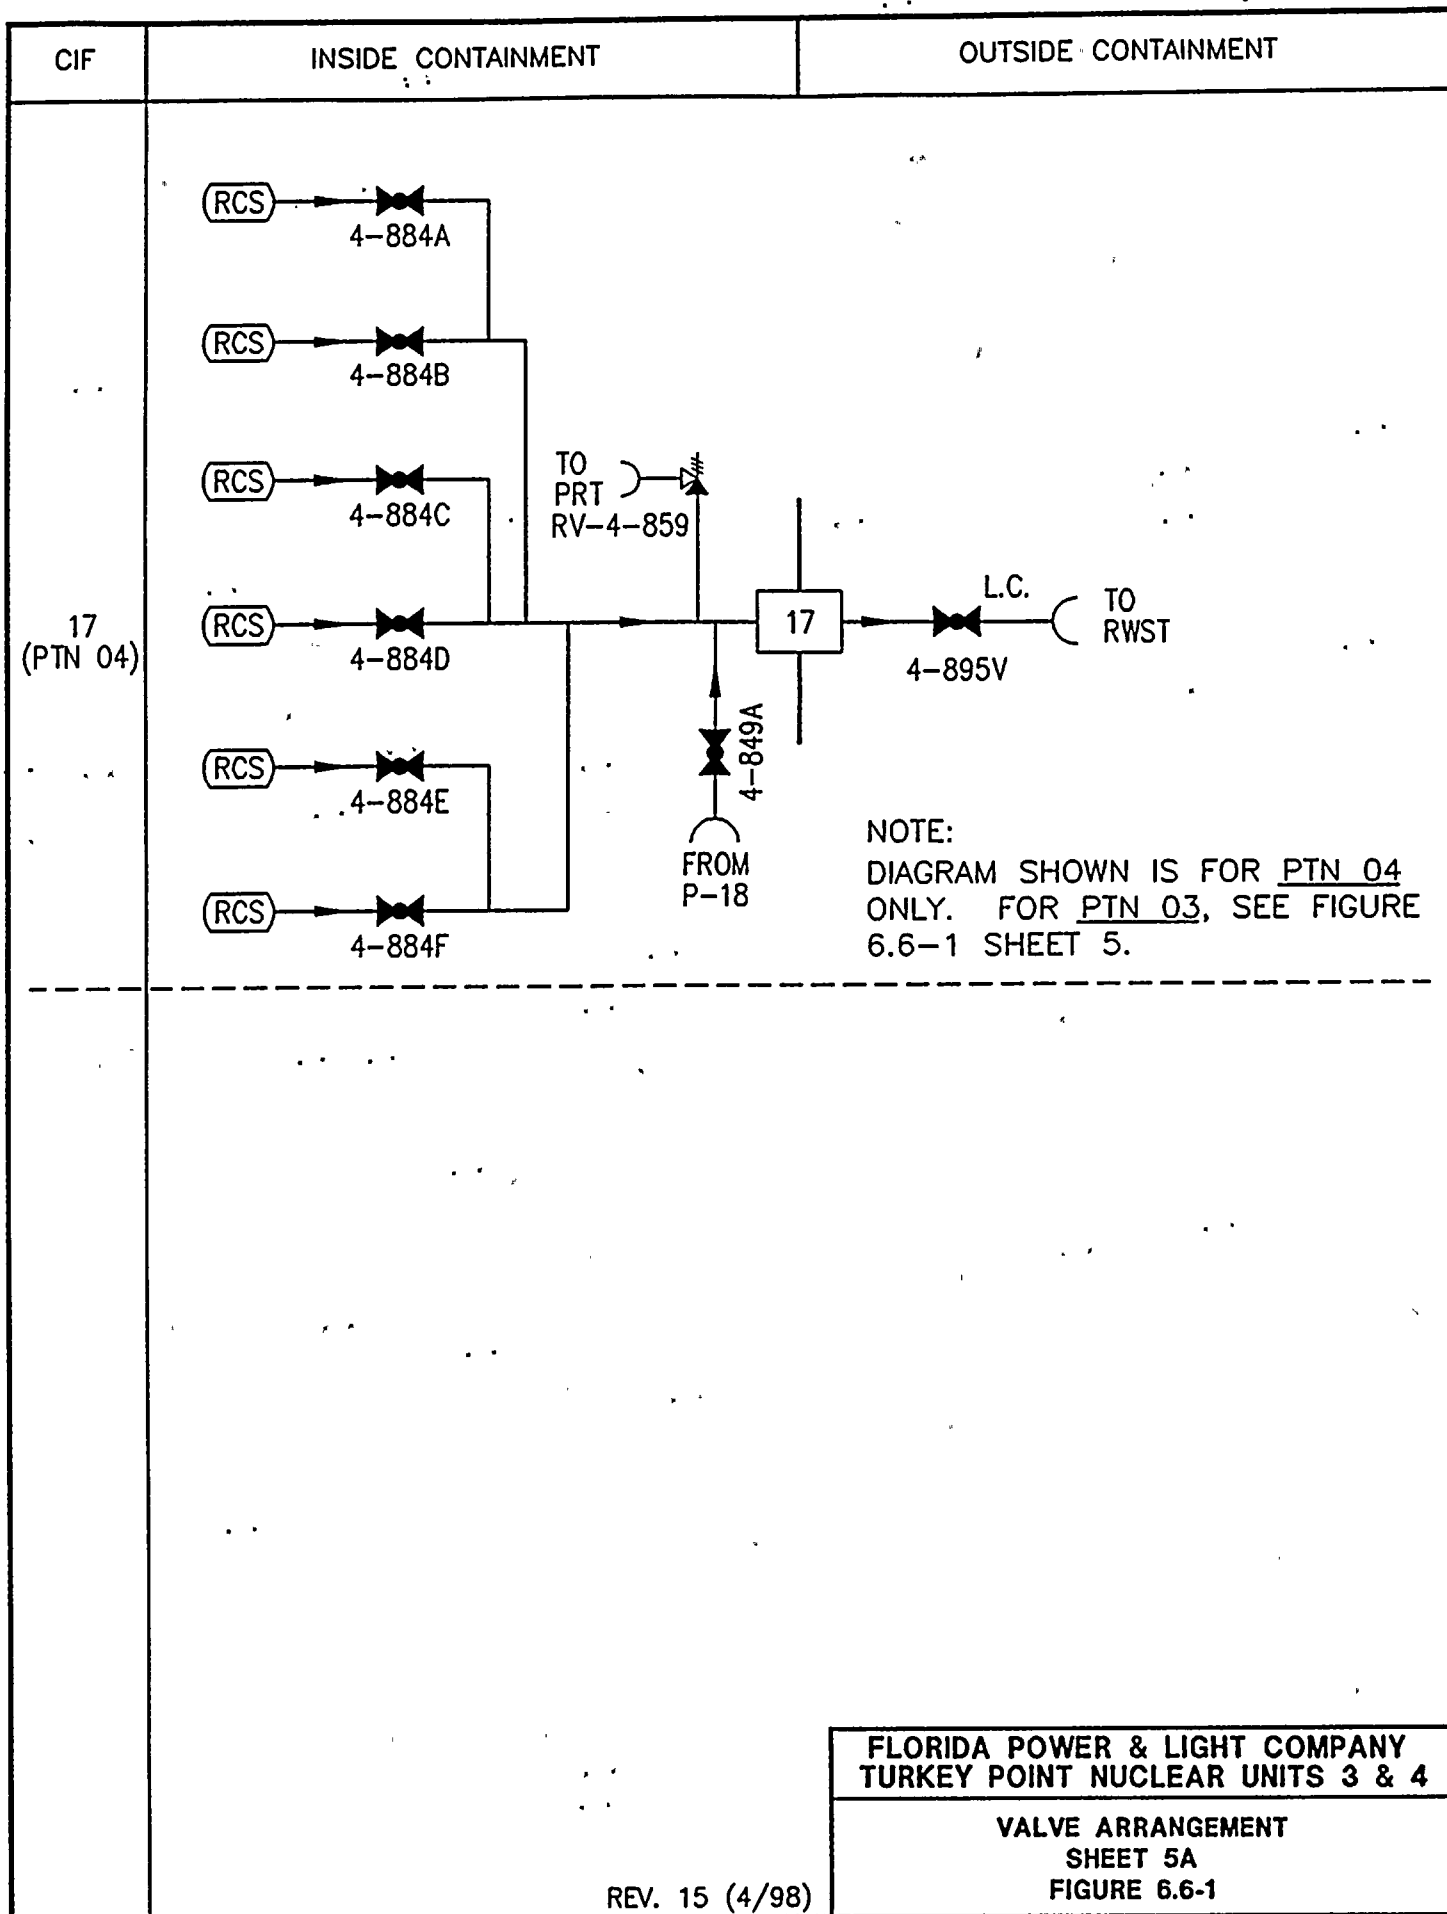 CIF
INSIDE CONTAINMENT
OUTSIDE CONTAINMENT
17
(PTN 04)
RCS
4-884A
RCS
4-884B
RCS
4-884C
RCS
4-884D
RCS
4-884E
RCS
4-884F
TO
PRT
RV-4-859
4-849A
FROM
P-18
17
L.C.
4-895V
TO
RWST
NOTE:
DIAGRAM SHOWN IS FOR PTN 04
ONLY. FOR PTN 03, SEE FIGURE
6.6-1 SHEET 5.
REV. 15 (4/98)
FLORIDA POWER & LIGHT COMPANY
TURKEY POINT NUCLEAR UNITS 3 & 4
VALVE ARRANGEMENT
SHEET 5A
FIGURE 6.6-1